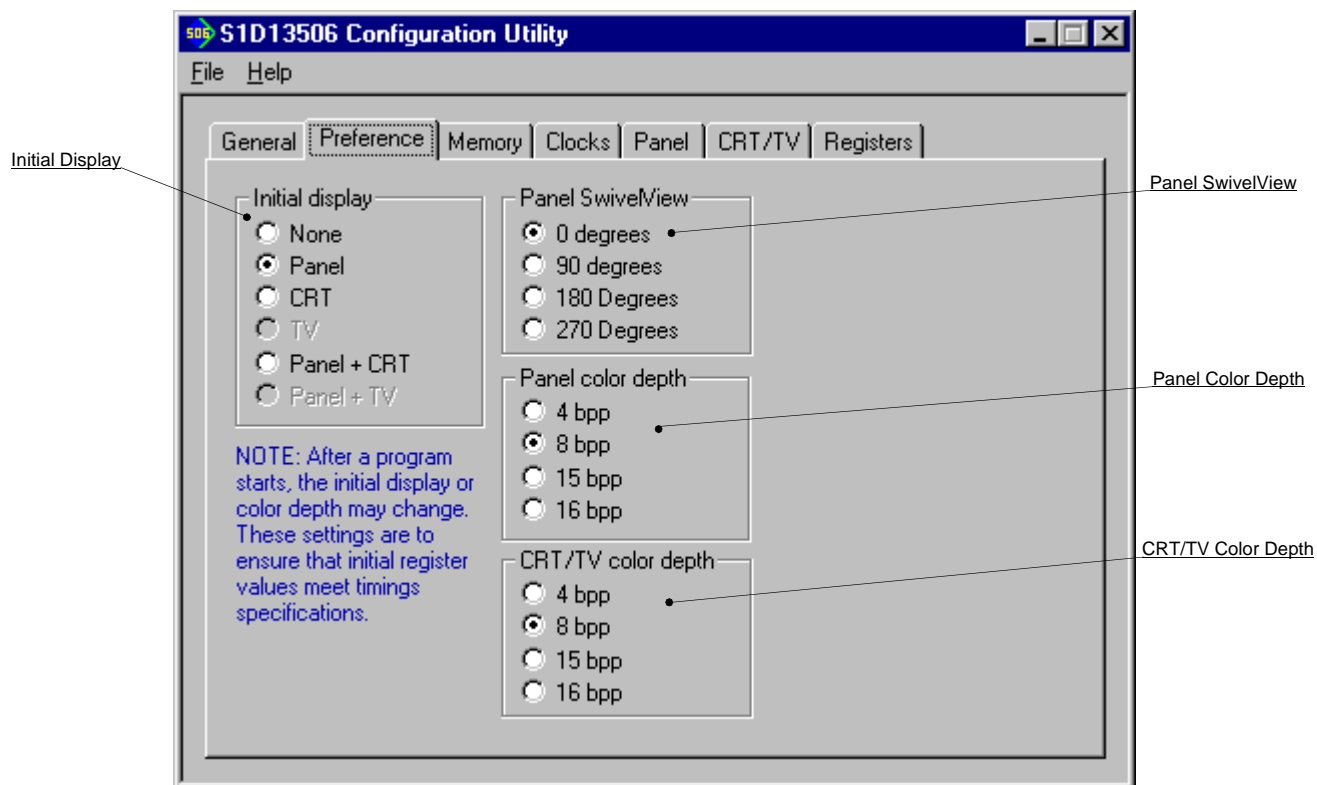 506 S1D13506 Configuration Utility
File Help
General Preference Memory Clocks Panel CRT/TV Registers
Initial Display
Initial display
None
Panel
CRT
TV
Panel + CRT
Panel + TV
NOTE: After a program
starts, the initial display or
color depth may change.
These settings are to
ensure that initial register
values meet timings
specifications.
Panel SwivelView
0 degrees
90 degrees
180 Degrees
270 Degrees
Panel SwivelView
Panel color depth
4 bpp
8 bpp
15 bpp
16 bpp
Panel Color Depth
CRT/TV color depth
4 bpp
8 bpp
15 bpp
16 bpp
CRT/TV Color Depth